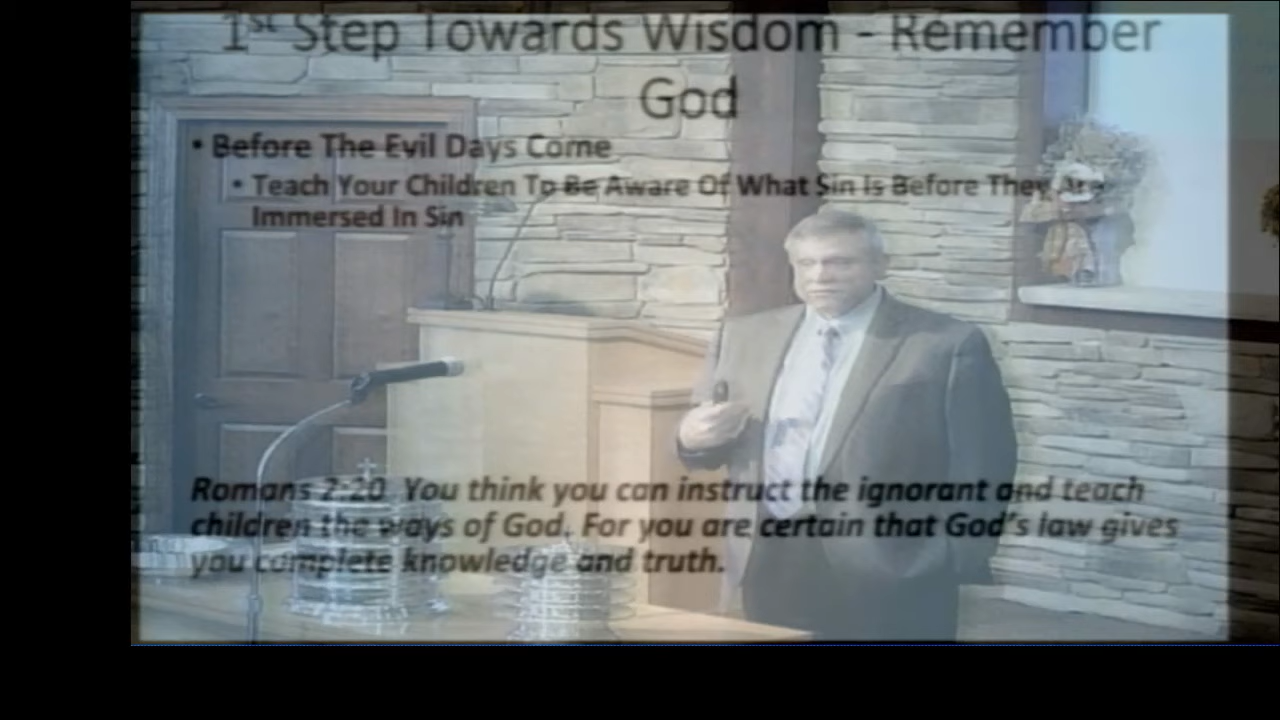 1st Step Towards Wisdom - Remember
God
• Before The Evil Days Come
• Teach Your Children To Be Aware Of What Sin Is Before They Are
Immersed In Sin
Romans 2:20 You think you can instruct the ignorant and teach
children the ways of God. For you are certain that God's law gives
you complete knowledge and truth.